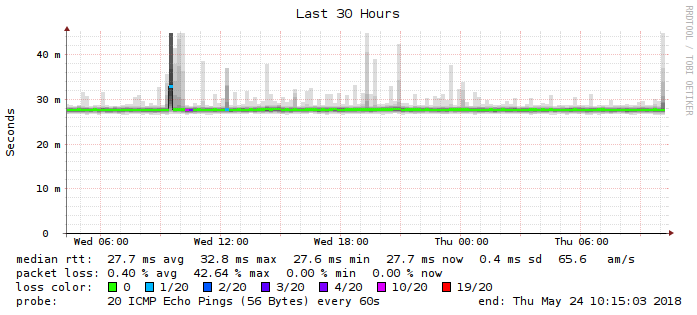 Last 30 Hours
RRDTOOL / TOBI OETIKER
Seconds
40 m
30 m
20 m
10 m
0
Wed 06:00 Wed 12:00 Wed 18:00 Thu 00:00 Thu 06:00
median rtt: 27.7 ms avg 32.8 ms max 27.6 ms min 27.7 ms now 0.4 ms sd 65.6 am/s
packet loss: 0.40 % avg 42.64 % max 0.00 % min 0.00 % now
loss color: 0 1/20 2/20 3/20 4/20 10/20 19/20
probe: 20 ICMP Echo Pings (56 Bytes) every 60s end: Thu May 24 10:15:03 2018